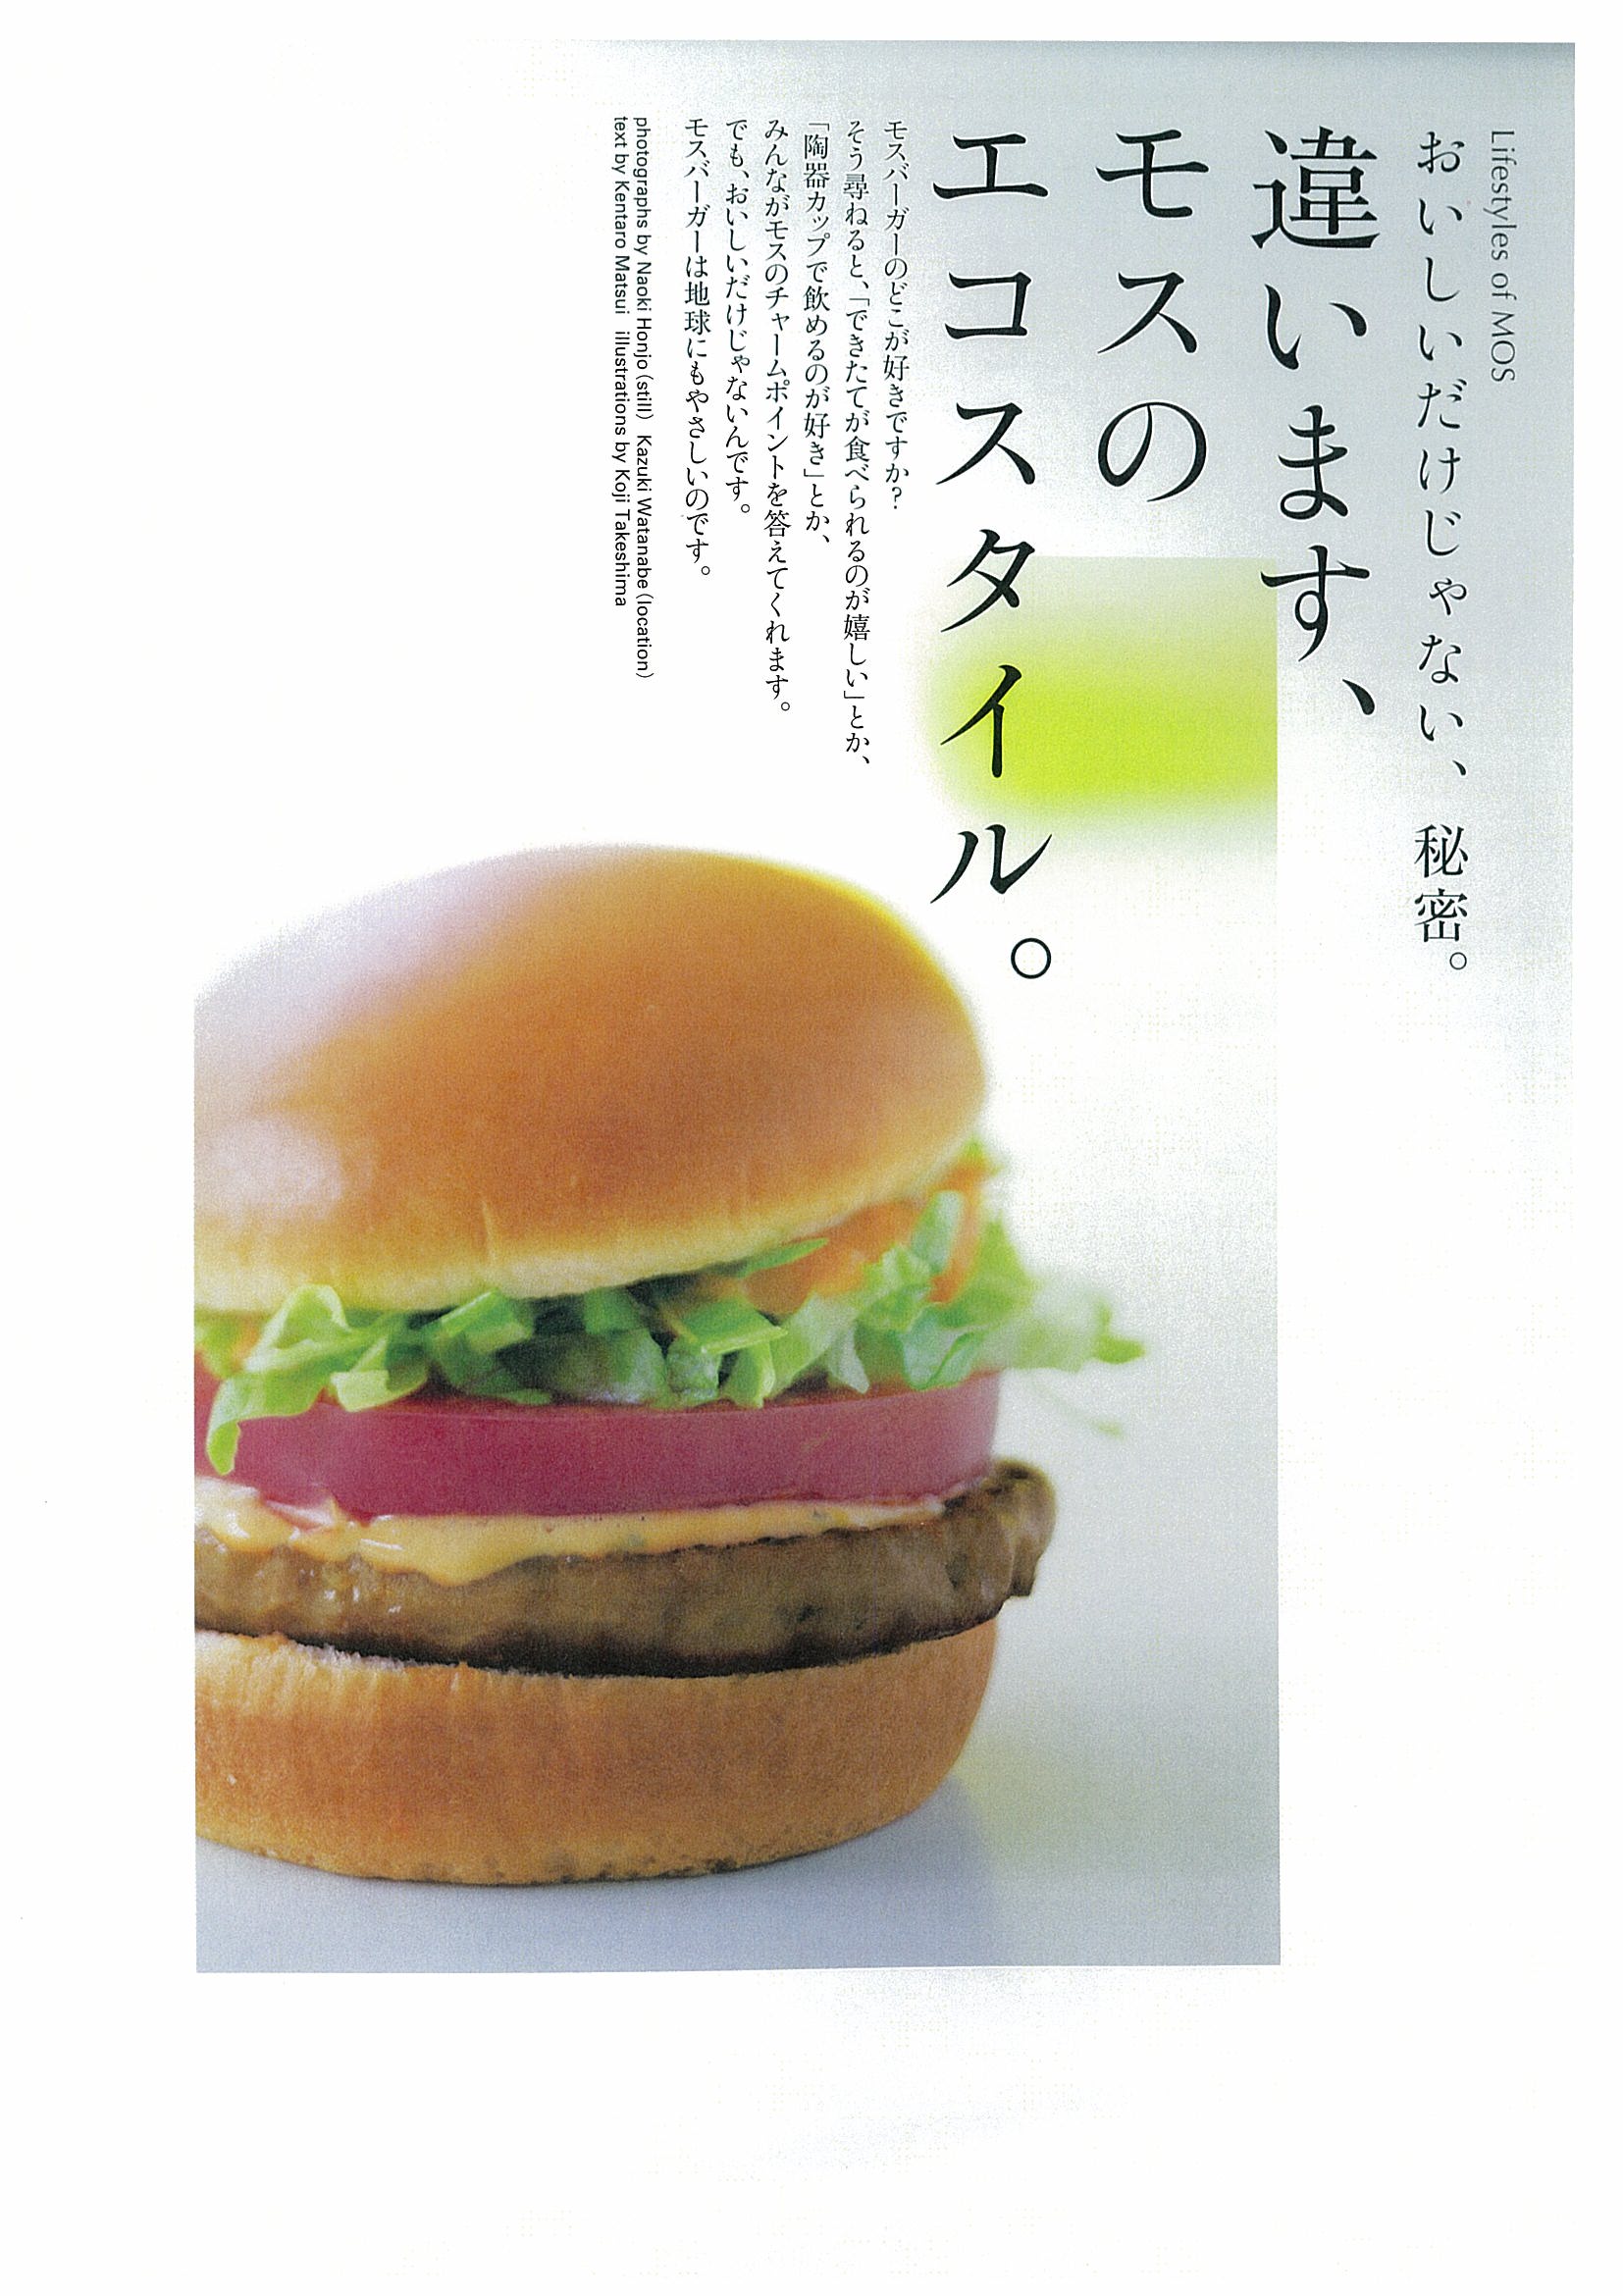 Lifestyles of MOS
おいしいだけじゃない、秘密。
違います、
モスの
エコスタイル。
モスバーガーのどこが好きですか?
そう尋ねると、「できたてが食べられるのが嬉しい」とか、
「陶器カップで飲めるのが好き」とか、
みんながモスのチャームポイントを答えてくれます。
でも、おいしいだけじゃないんです。
モスバーガーは地球にもやさしいのです。
photographs by Naoki Honjo (still) Kazuki Watanabe (location)
text by Kentaro Matsui illustrations by Koji Takeshima